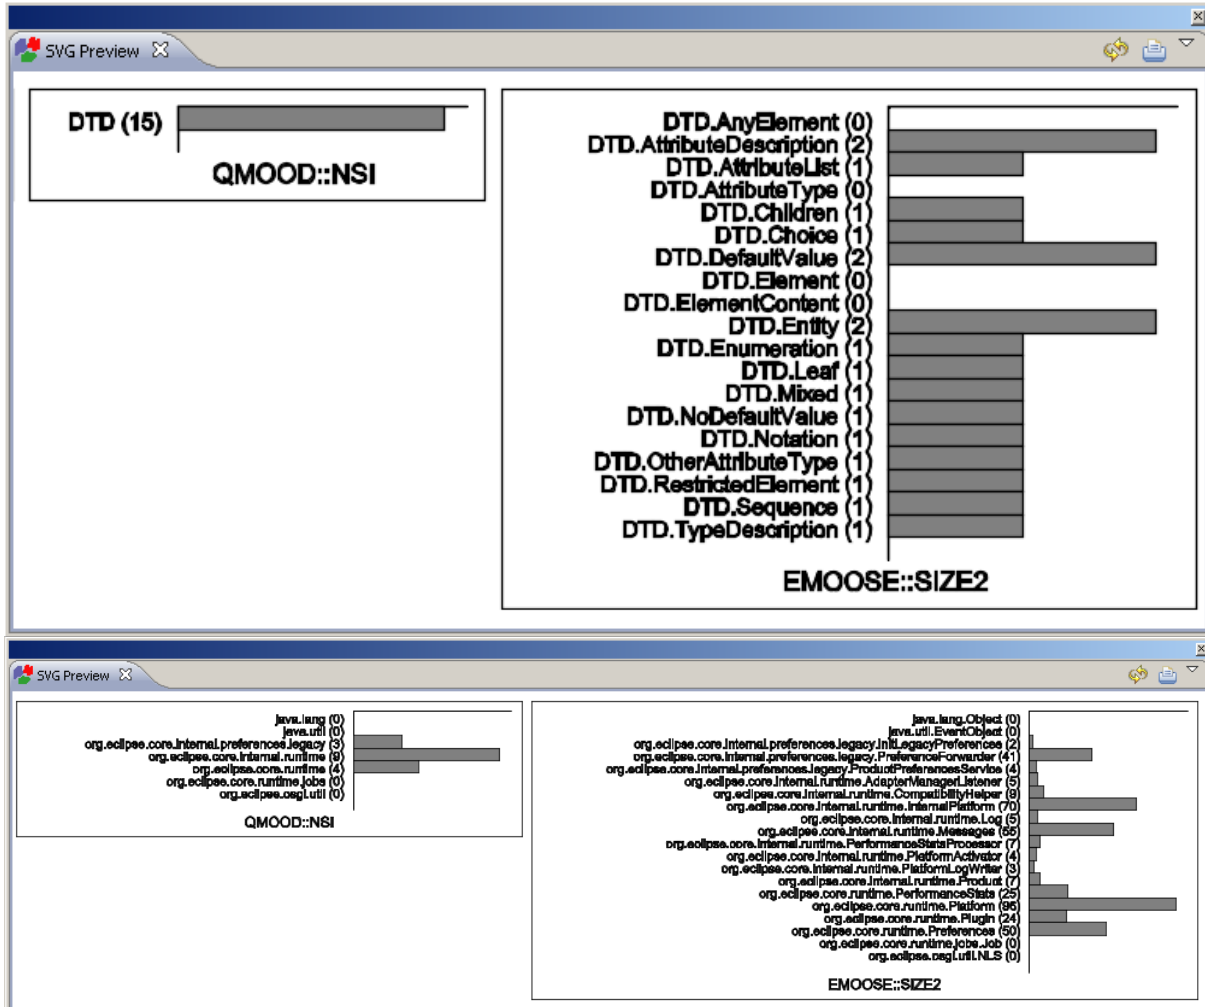 SVG Preview
DTD (15)
QMOOD::NSI
DTD.AnyElement (0)
DTD.AttributeDescription (2)
DTD.AttributeList (1)
DTD.AttributeType (0)
DTD.Children (1)
DTD.Choice (1)
DTD.DefaultValue (2)
DTD.Element (0)
DTD.ElementContent (0)
DTD.Entity (2)
DTD.Enumeration (1)
DTD.Leaf (1)
DTD.Mixed (1)
DTD.NoDefaultValue (1)
DTD.Notation (1)
DTD.OtherAttributeType (1)
DTD.RestrictedElement (1)
DTD.Sequence (1)
DTD.TypeDescription (1)
EMOOSE::SIZE2
SVG Preview
java.lang (0)
java.util (0)
org.eclipse.core.internal.preferences.legacy (3)
org.eclipse.core.internal.runtime (9)
org.eclipse.core.runtime (4)
org.eclipse.core.runtime.jobs (0)
org.eclipse.osgi.util (0)
QMOOD::NSI
java.lang.Object (0)
java.util.EventObject (0)
org.eclipse.core.internal.preferences.legacy.InitLegacyPreferences (2)
org.eclipse.core.internal.preferences.legacy.PreferenceForwarder (41)
org.eclipse.core.internal.preferences.legacy.ProductPreferencesService (4)
org.eclipse.core.internal.runtime.AdapterManagerListener (5)
org.eclipse.core.internal.runtime.CompatibilityHelper (9)
org.eclipse.core.internal.runtime.InternalPlatform (70)
org.eclipse.core.internal.runtime.Log (5)
org.eclipse.core.internal.runtime.Messages (55)
org.eclipse.core.internal.runtime.PerformanceStatsProcessor (7)
org.eclipse.core.internal.runtime.PlatformActivator (4)
org.eclipse.core.internal.runtime.PlatformLogWriter (3)
org.eclipse.core.internal.runtime.Product (7)
org.eclipse.core.runtime.PerformanceStats (25)
org.eclipse.core.runtime.Platform (96)
org.eclipse.core.runtime.Plugin (24)
org.eclipse.core.runtime.Preferences (50)
org.eclipse.core.runtime.jobs.Job (0)
org.eclipse.osgi.util.NLS (0)
EMOOSE::SIZE2